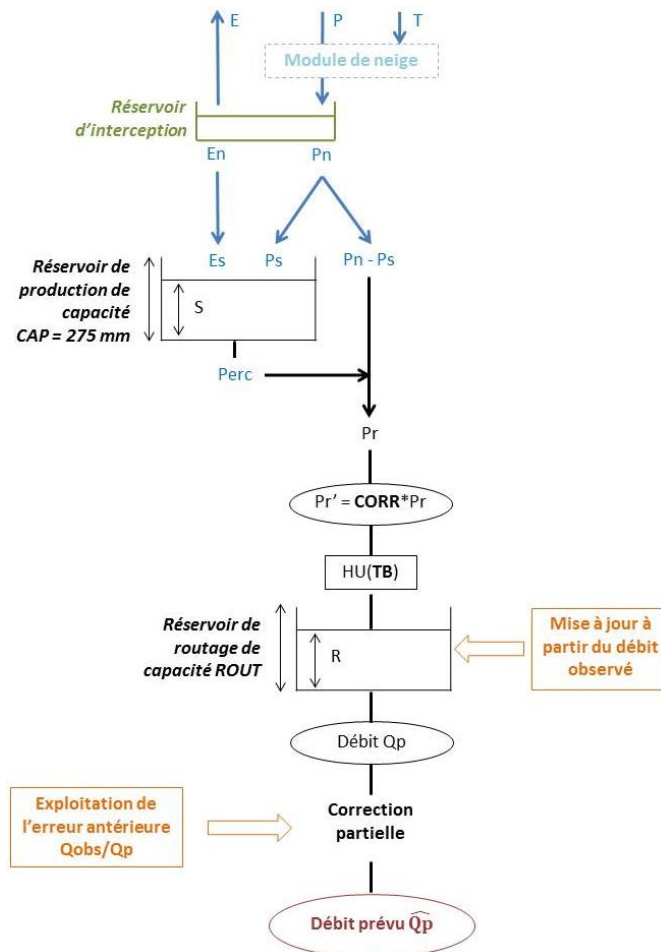 E
P
T
Module de neige
Réservoir
d'interception
En
Pn
Es
Ps
Pn - Ps
Réservoir de
production de
capacité
CAP = 275 mm
S
Perc
Pr
Pr' = CORR*Pr
HU(TB)
Réservoir de
routage de
capacité ROUT
R
Mise à jour à
partir du débit
observé
Débit Qp
Exploitation de
l'erreur antérieure
Qobs/Qp
Correction
partielle
Débit prévu Q̂p